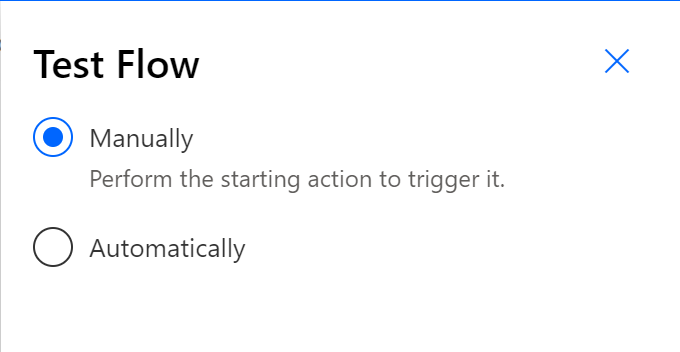 Test Flow
Manually
Perform the starting action to trigger it.
Automatically